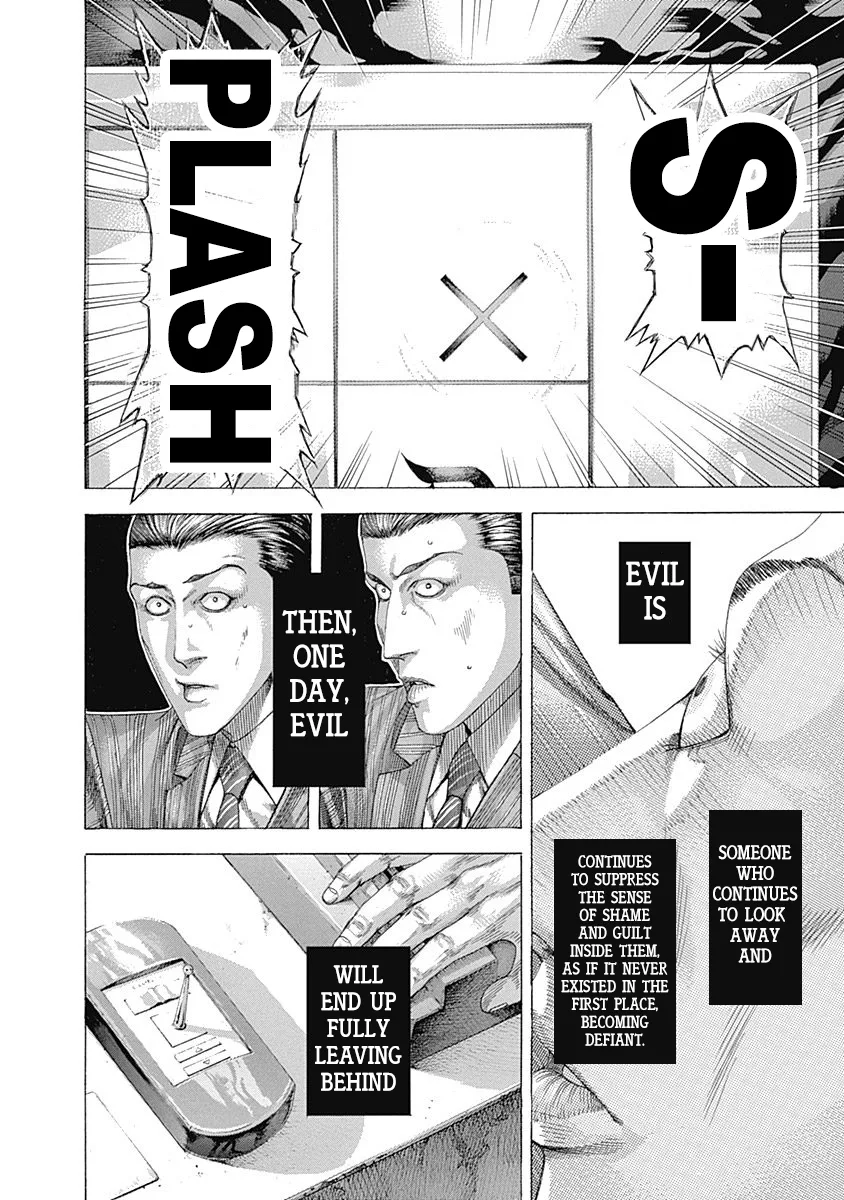 S-
PLASH
EVIL
IS
SOMEONE
WHO
CONTINUES
TO LOOK
AWAY
AND
CONTINUES
TO SUPPRESS
THE SENSE
OF SHAME
AND GUILT
INSIDE THEM,
AS IF IT NEVER
EXISTED IN THE
FIRST PLACE,
BECOMING
DEFIANT.
THEN,
ONE
DAY,
EVIL
WILL
END UP
FULLY
LEAVING
BEHIND